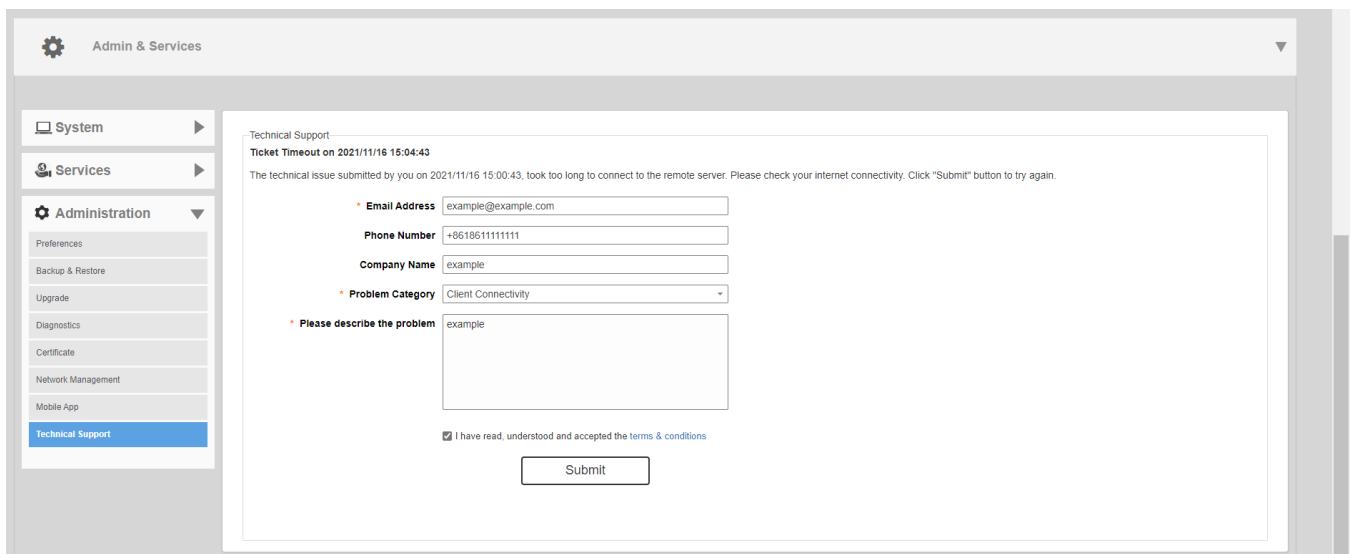 Admin & Services
System
Services
Administration
Preferences
Backup & Restore
Upgrade
Diagnostics
Certificate
Network Management
Mobile App
Technical Support
Technical Support
Ticket Timeout on 2021/11/16 15:04:43
The technical issue submitted by you on 2021/11/16 15:00:43, took too long to connect to the remote server. Please check your internet connectivity. Click "Submit" button to try again.
* Email Address example@example.com
Phone Number +8618611111111
Company Name example
* Problem Category Client Connectivity
* Please describe the problem example
I have read, understood and accepted the terms & conditions
Submit